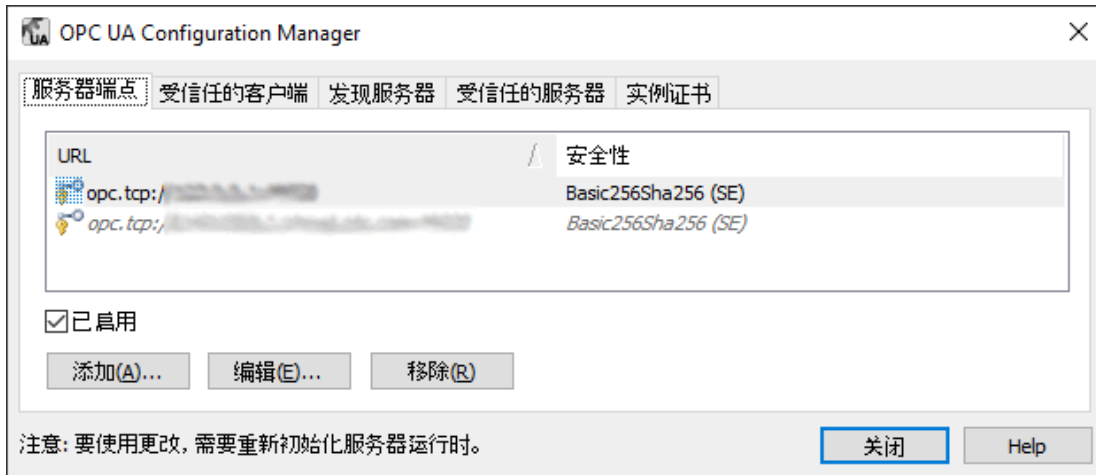 OPC UA Configuration Manager
服务器端点 受信任的客户端 发现服务器 受信任的服务器 实例证书
URL 安全性
opc.tcp:/ Basic256Sha256 (SE)
opc.tcp:/ Basic256Sha256 (SE)
已启用
添加(A)... 编辑(E)... 移除(R)
注意: 要使用更改, 需要重新初始化服务器运行时。 关闭 Help